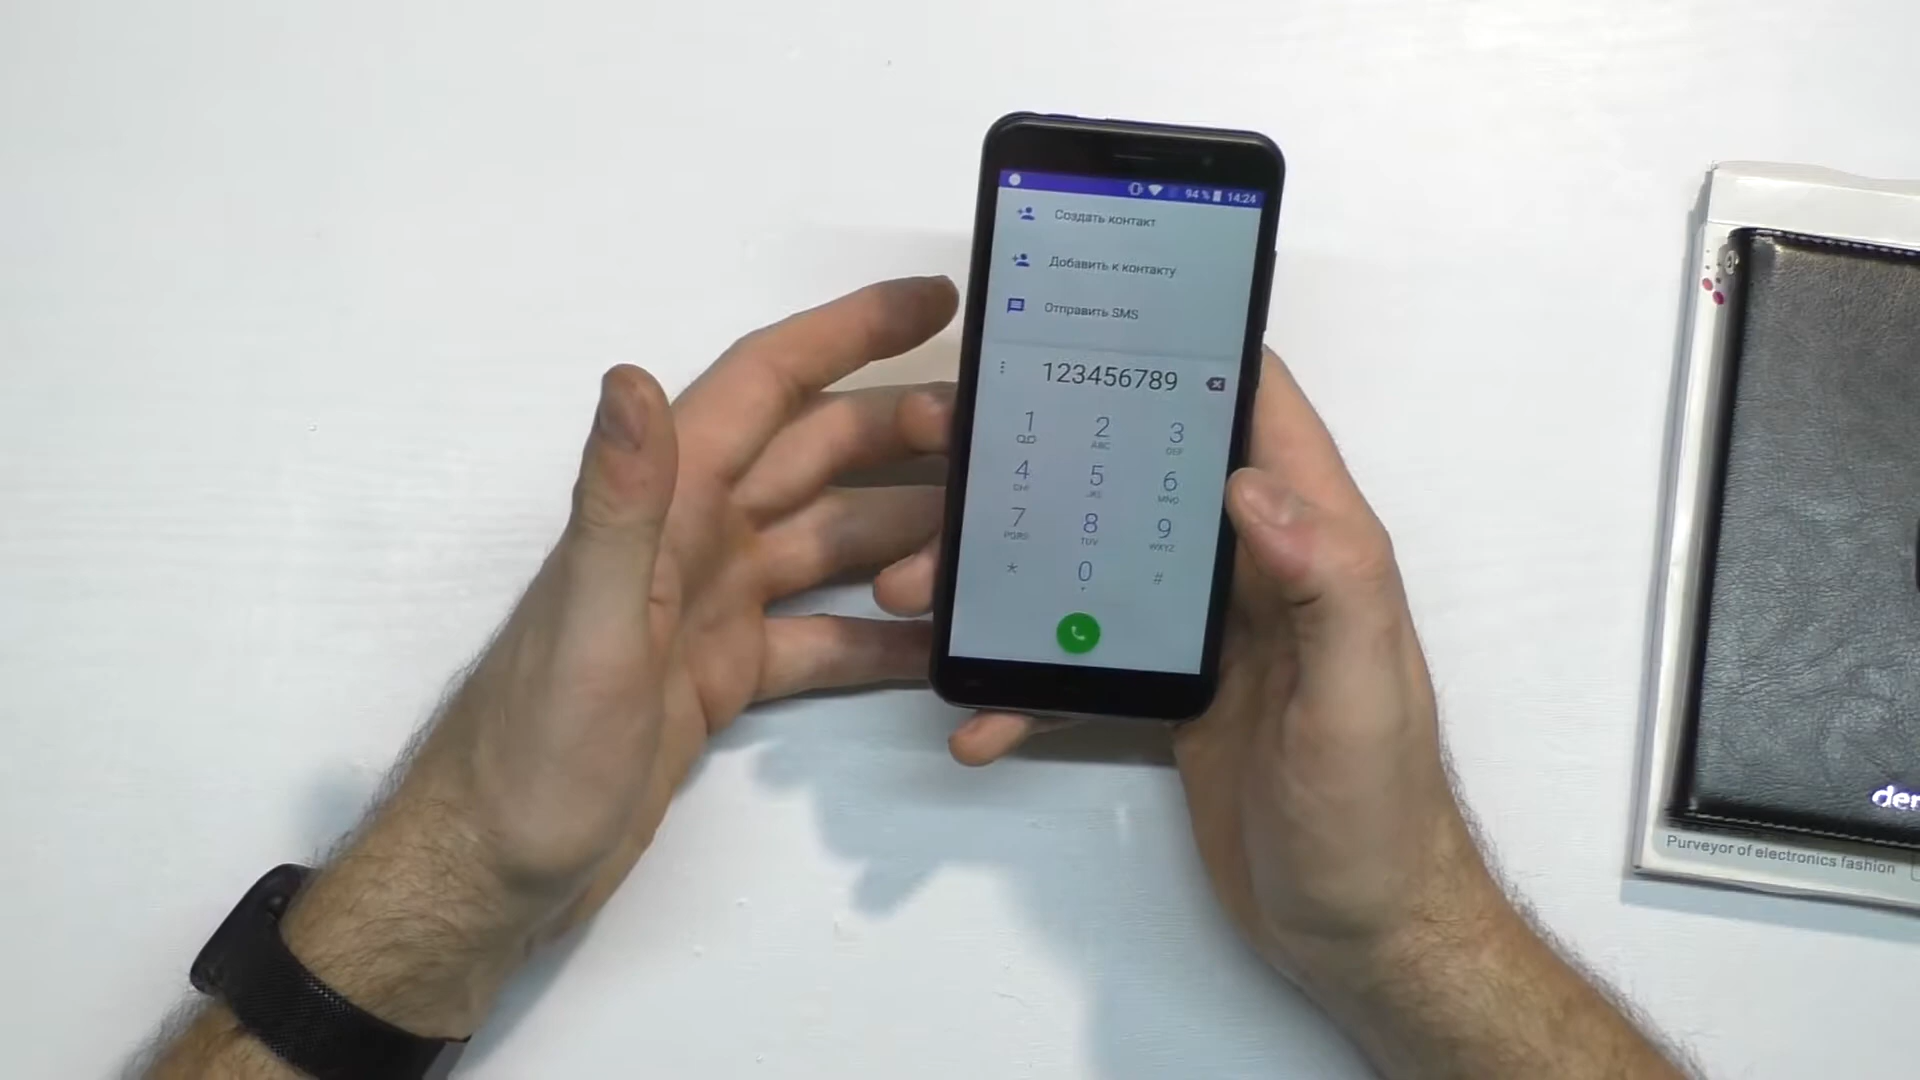 94 % 14:24
Создать контакт
Добавить к контакту
Отправить SMS
123456789
1 2 3
ABC DEF
4 5 6
GHI JKL MNO
7 8 9
PQRS TUV WXYZ
* 0 #
+
der
Purveyor of electronics fashion